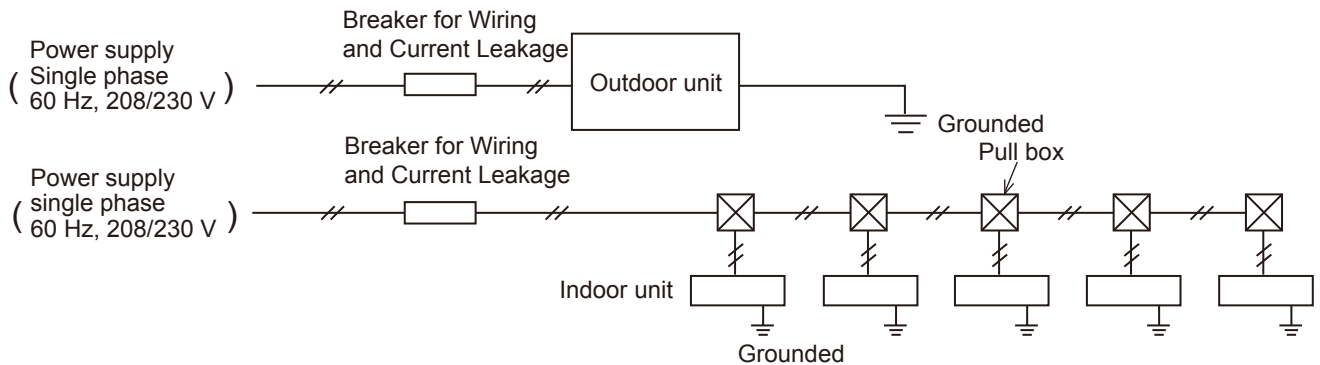 Breaker for Wiring
and Current Leakage
Power supply
Single phase
( 60 Hz, 208/230 V )
Outdoor unit
Grounded
Pull box
Breaker for Wiring
and Current Leakage
Power supply
single phase
( 60 Hz, 208/230 V )
Indoor unit
Grounded